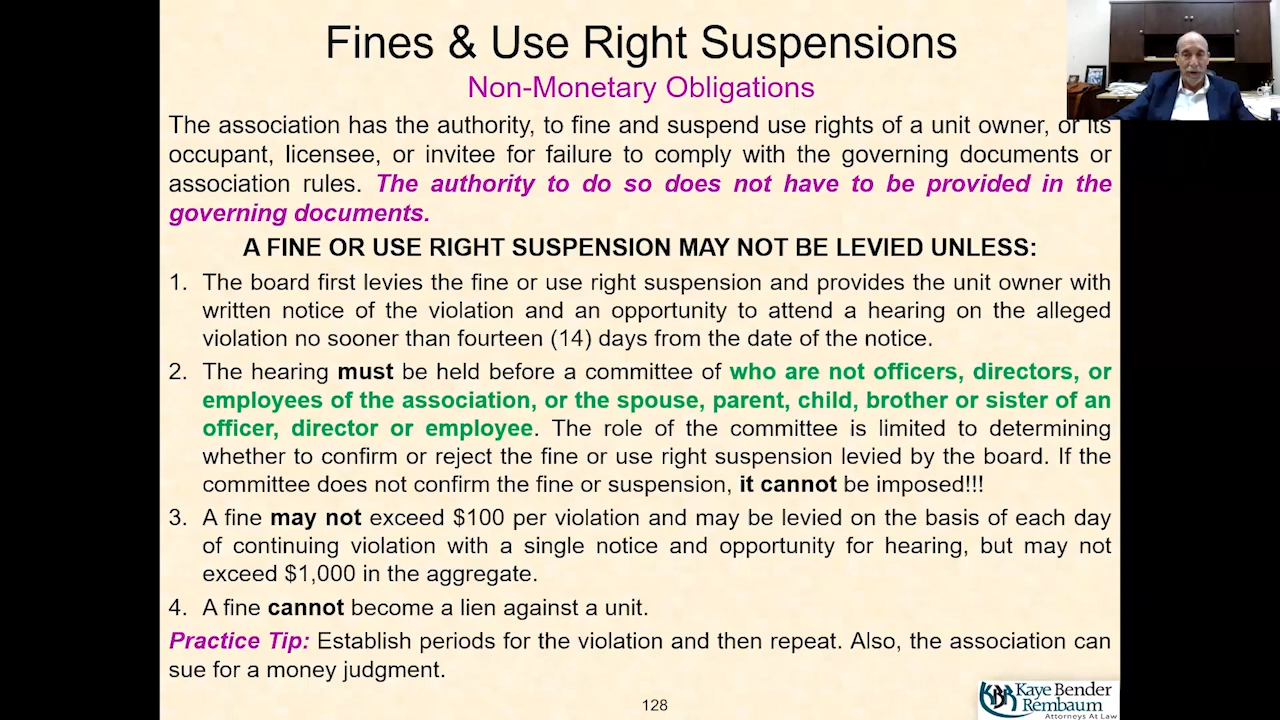 Fines & Use Right Suspensions
Non-Monetary Obligations
The association has the authority, to fine and suspend use rights of a unit owner, or its
occupant, licensee, or invitee for failure to comply with the governing documents or
association rules. The authority to do so does not have to be provided in the
governing documents.
A FINE OR USE RIGHT SUSPENSION MAY NOT BE LEVIED UNLESS:
1. The board first levies the fine or use right suspension and provides the unit owner with
written notice of the violation and an opportunity to attend a hearing on the alleged
violation no sooner than fourteen (14) days from the date of the notice.
2. The hearing must be held before a committee of who are not officers, directors, or
employees of the association, or the spouse, parent, child, brother or sister of an
officer, director or employee. The role of the committee is limited to determining
whether to confirm or reject the fine or use right suspension levied by the board. If the
committee does not confirm the fine or suspension, it cannot be imposed!!!
3. A fine may not exceed $100 per violation and may be levied on the basis of each day
of continuing violation with a single notice and opportunity for hearing, but may not
exceed $1,000 in the aggregate.
4. A fine cannot become a lien against a unit.
Practice Tip: Establish periods for the violation and then repeat. Also, the association can
sue for a money judgment.
128
KBR Kaye Bender
Rembaum
Attorneys At Law